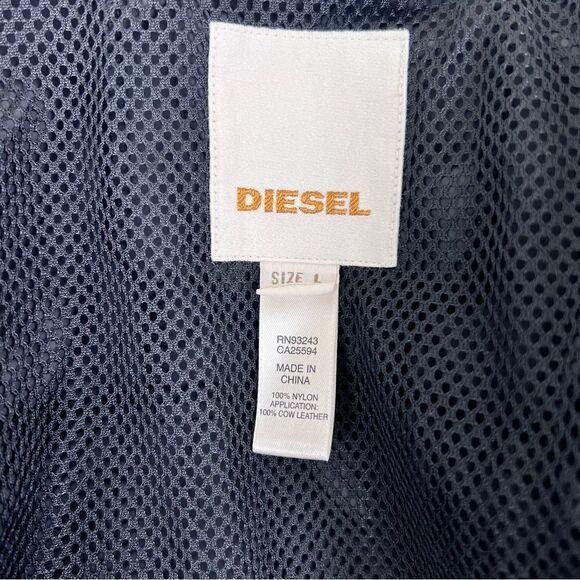 DIESEL
SIZE L
RN93243
CA25594
MADE IN
CHINA
100% NYLON
APPLICATION:
100% COW LEATHER